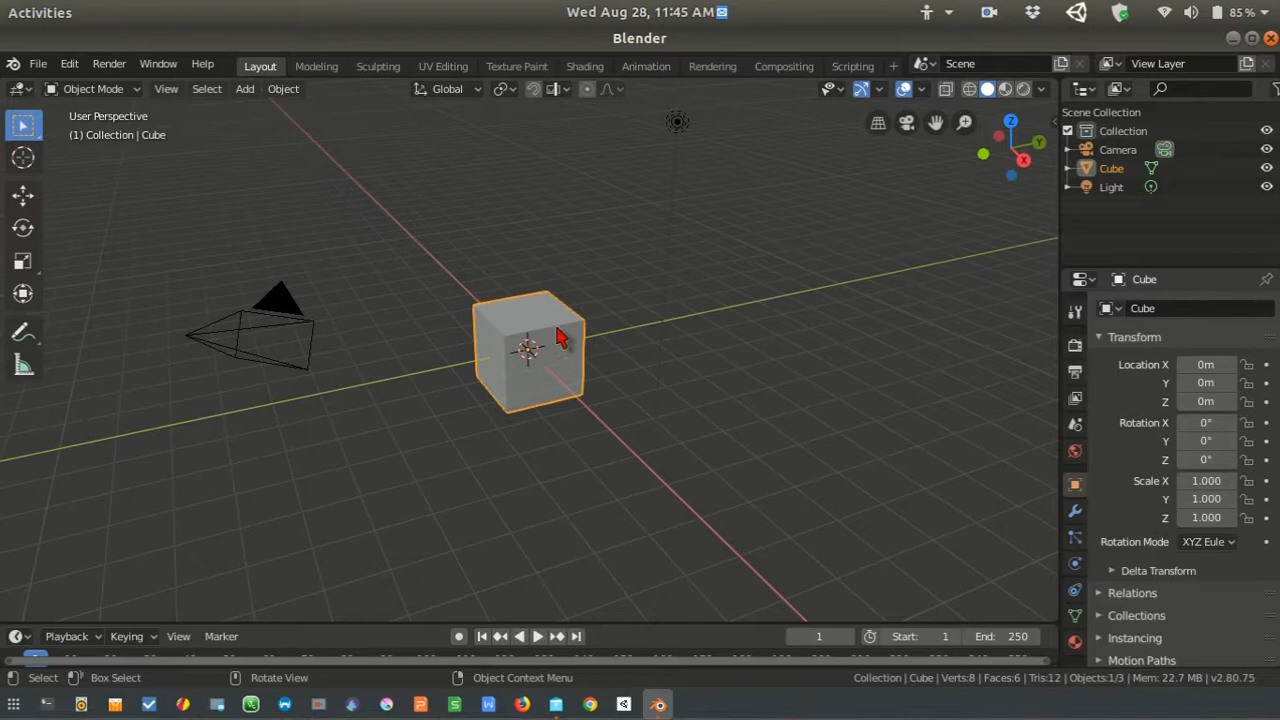 Activities
Wed Aug 28, 11:45 AM
85 %
Blender
File Edit Render Window Help
Layout Modeling Sculpting UV Editing Texture Paint Shading Animation Rendering Compositing Scripting +
Scene
View Layer
Object Mode View Select Add Object
Global
User Perspective
(1) Collection | Cube
Z
Y
X
Scene Collection
Collection
Camera
Cube
Light
Cube
Cube
Transform
Location X 0m
Y 0m
Z 0m
Rotation X 0°
Y 0°
Z 0°
Scale X 1.000
Y 1.000
Z 1.000
Rotation Mode XYZ Eule
Delta Transform
Relations
Collections
Instancing
Motion Paths
Playback Keying View Marker
1
Start: 1
End: 250
Select
Box Select
Rotate View
Object Context Menu
Collection | Cube | Verts:8 | Faces:6 | Tris:12 | Objects:1/3 | Mem: 22.7 MB | v2.80.75